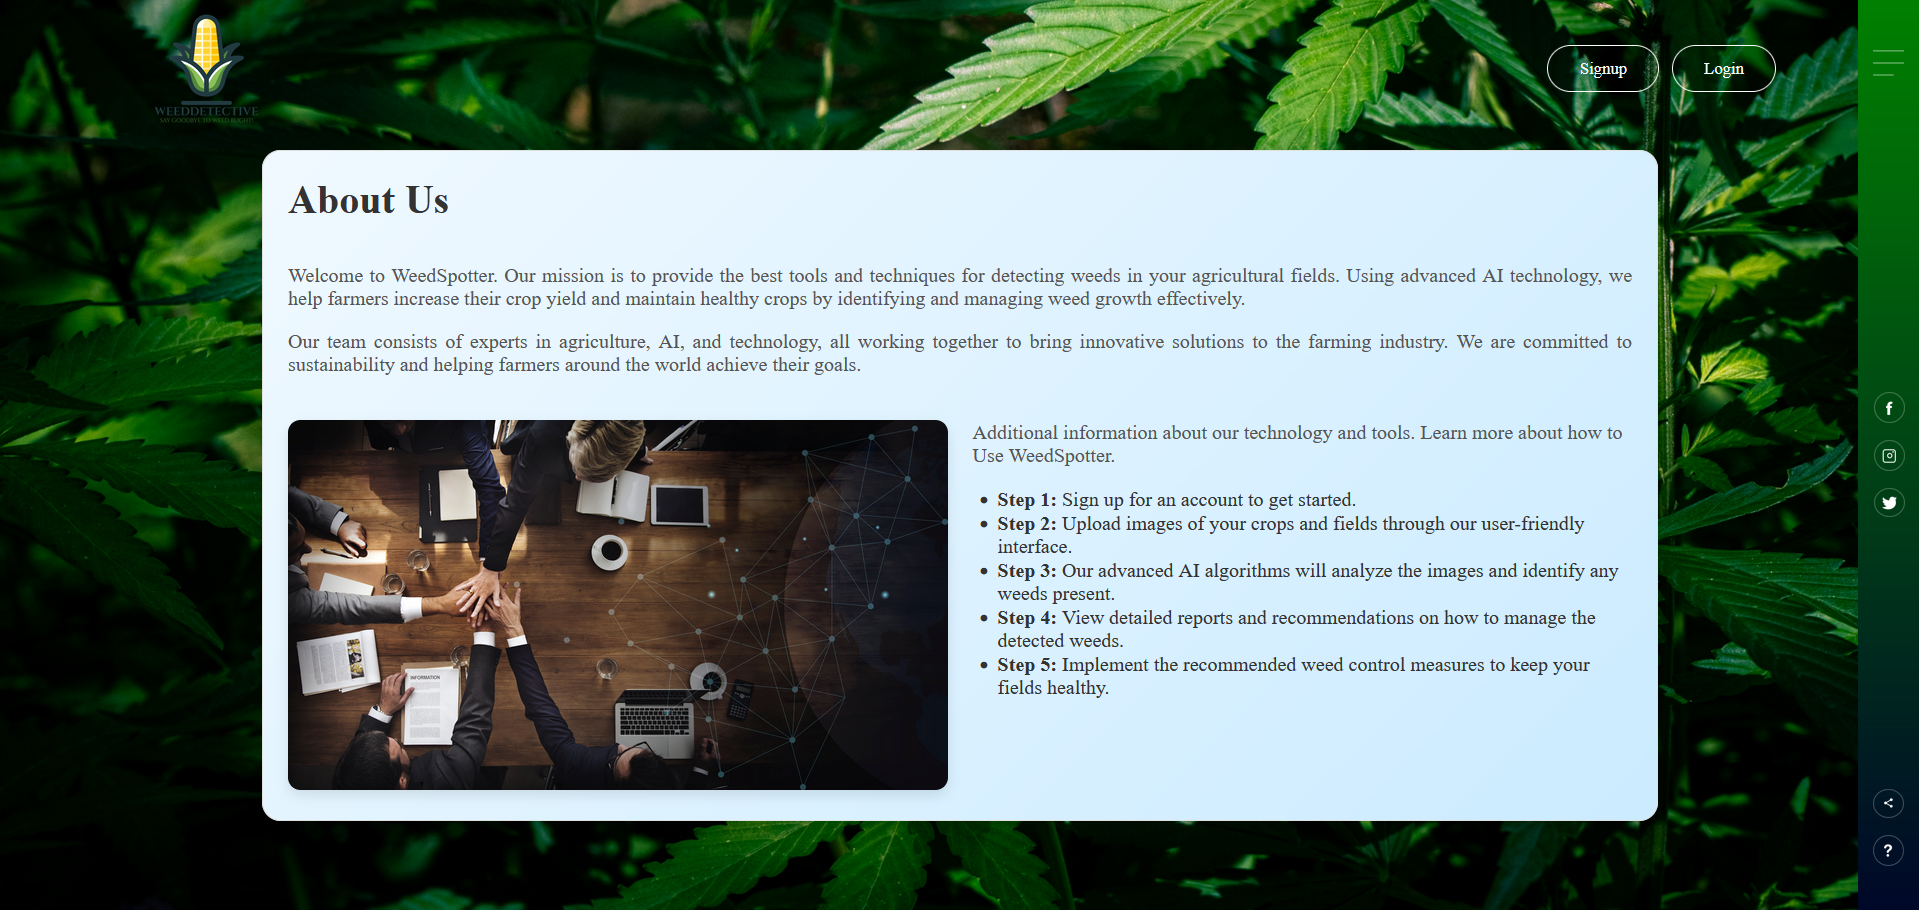 WEEDDETECTIVE
SAY GOODBYE TO WEED BLIGHT!
Signup
Login
About Us
Welcome to WeedSpotter. Our mission is to provide the best tools and techniques for detecting weeds in your agricultural fields. Using advanced AI technology, we
help farmers increase their crop yield and maintain healthy crops by identifying and managing weed growth effectively.
Our team consists of experts in agriculture, AI, and technology, all working together to bring innovative solutions to the farming industry. We are committed to
sustainability and helping farmers around the world achieve their goals.
INFORMATION
Additional information about our technology and tools. Learn more about how to
Use WeedSpotter.
• Step 1: Sign up for an account to get started.
• Step 2: Upload images of your crops and fields through our user-friendly
interface.
• Step 3: Our advanced AI algorithms will analyze the images and identify any
weeds present.
• Step 4: View detailed reports and recommendations on how to manage the
detected weeds.
• Step 5: Implement the recommended weed control measures to keep your
fields healthy.
?